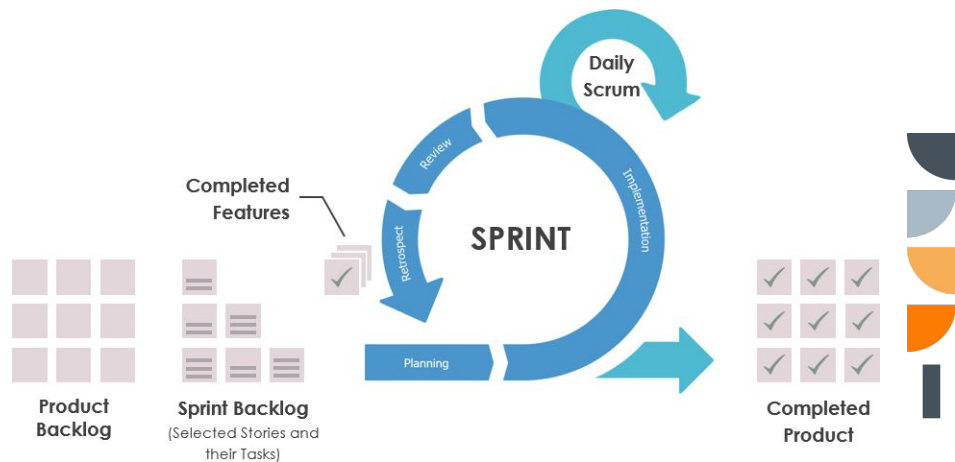 Daily
Scrum
Review
Completed
Features
Implementation
SPRINT
Retrospect
Planning
Product
Backlog
Sprint Backlog
(Selected Stories and
their Tasks)
Completed
Product